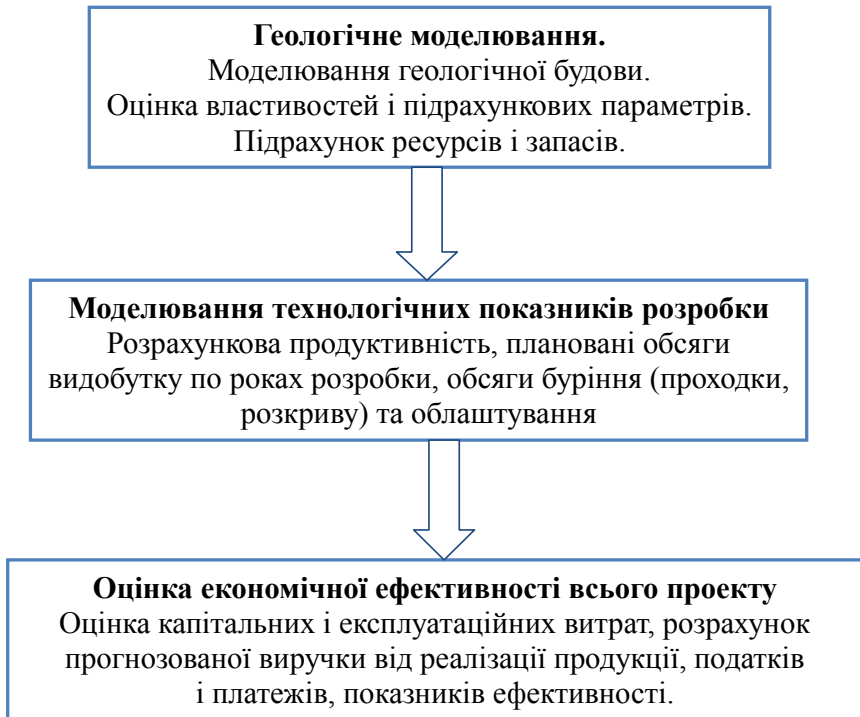 Геологічне моделювання.
Моделювання геологічної будови.
Оцінка властивостей і підрахункових параметрів.
Підрахунок ресурсів і запасів.
Моделювання технологічних показників розробки
Розрахункова продуктивність, плановані обсяги
видобутку по роках розробки, обсяги буріння (проходки,
розкриву) та облаштування
Оцінка економічної ефективності всього проекту
Оцінка капітальних і експлуатаційних витрат, розрахунок
прогнозованої виручки від реалізації продукції, податків
і платежів, показників ефективності.